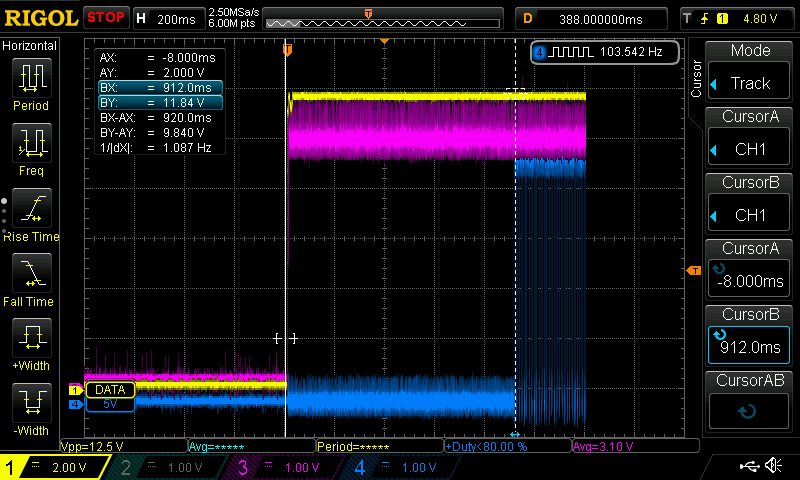 RIGOL STOP H 200ms 2.50MSa/s 6.00M pts T D 388.000000ms T 1 4.80 V
Horizontal
Period
Freq
Rise Time
Fall Time
+Width
-Width
AX: = -8.000ms
AY: = 2.000 V
BX: = 912.0ms
BY: = 11.84 V
BX-AX: = 920.0ms
BY-AY: = 9.840 V
1/|dX|: = 1.087 Hz
T
4 103.542 Hz
T
1 DATA
4 5V
Cursor
Mode
Track
CursorA
CH1
CursorB
CH1
CursorA
-8.000ms
CursorB
912.0ms
CursorAB
Vpp=12.5 V Avg=***** Period=***** +Duty<80.00 % Avg=3.10 V
1 = 2.00 V 2 = 1.00 V 3 = 1.00 V 4 = 1.00 V